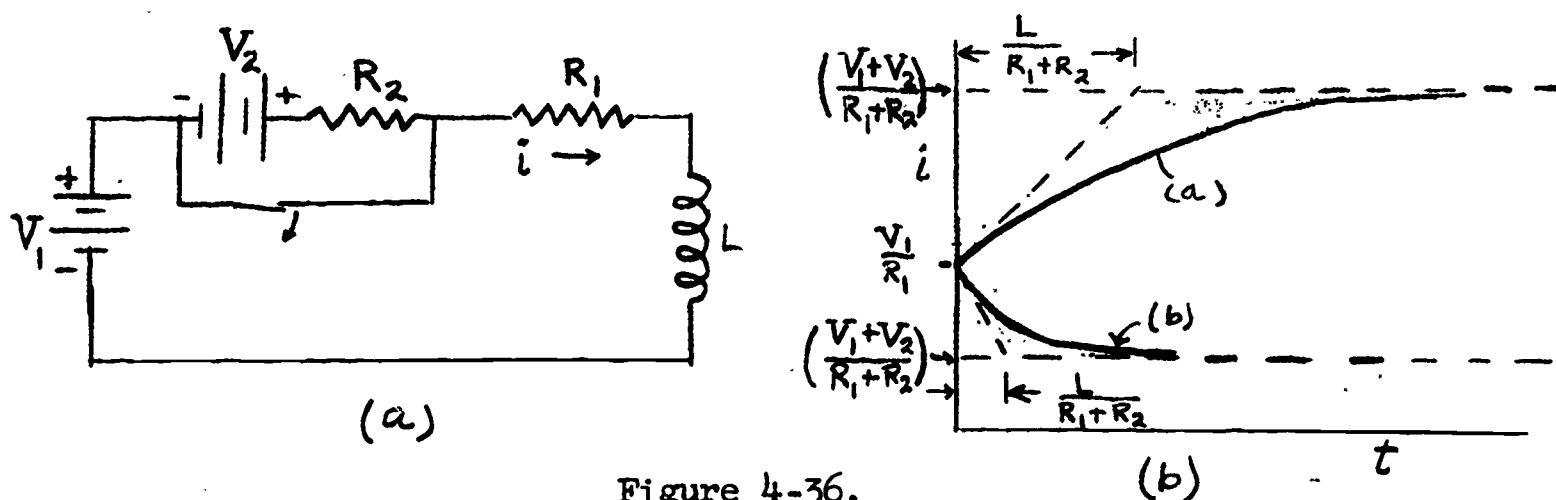 V₂
- +
R₂
R₁
i →
+
V₁
-
L
(a)
L/(R₁+R₂)
((V₁+V₂)/(R₁+R₂))
i
(a)
V₁/R₁
(b)
((V₁+V₂)/(R₁+R₂))
L/(R₁+R₂)
t
(b)
Figure 4-36.